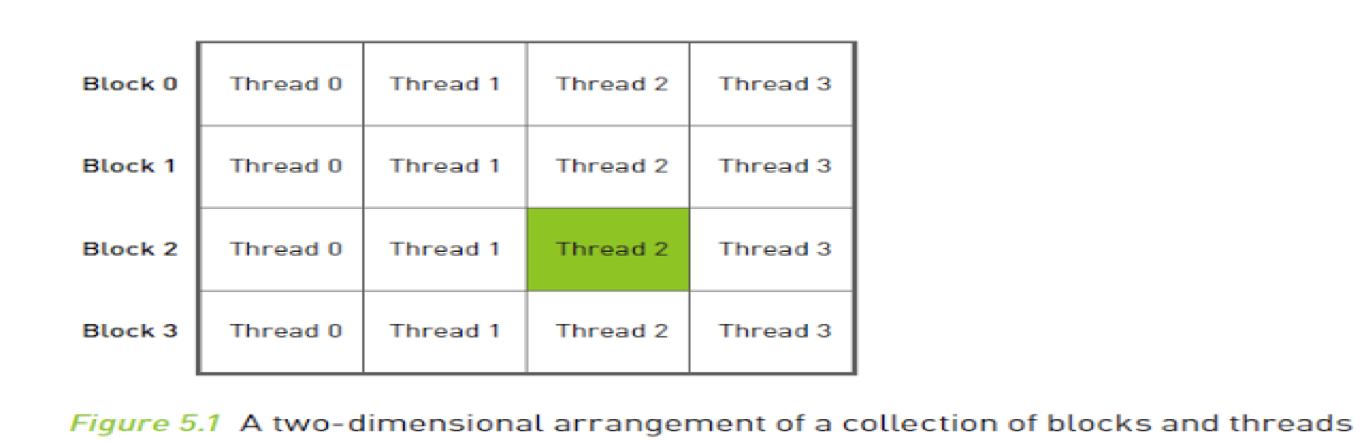 Block 0 Thread 0 Thread 1 Thread 2 Thread 3
Block 1 Thread 0 Thread 1 Thread 2 Thread 3
Block 2 Thread 0 Thread 1 Thread 2 Thread 3
Block 3 Thread 0 Thread 1 Thread 2 Thread 3
Figure 5.1 A two-dimensional arrangement of a collection of blocks and threads